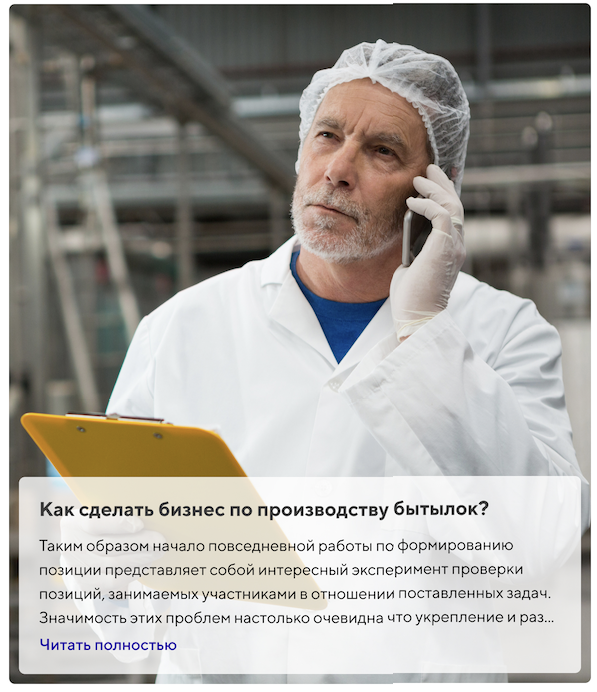 Как сделать бизнес по производству бытылок?
Таким образом начало повседневной работы по формированию
позиции представляет собой интересный эксперимент проверки
позиций, занимаемых участниками в отношении поставленных задач.
Значимость этих проблем настолько очевидна что укрепление и раз...
Читать полностью